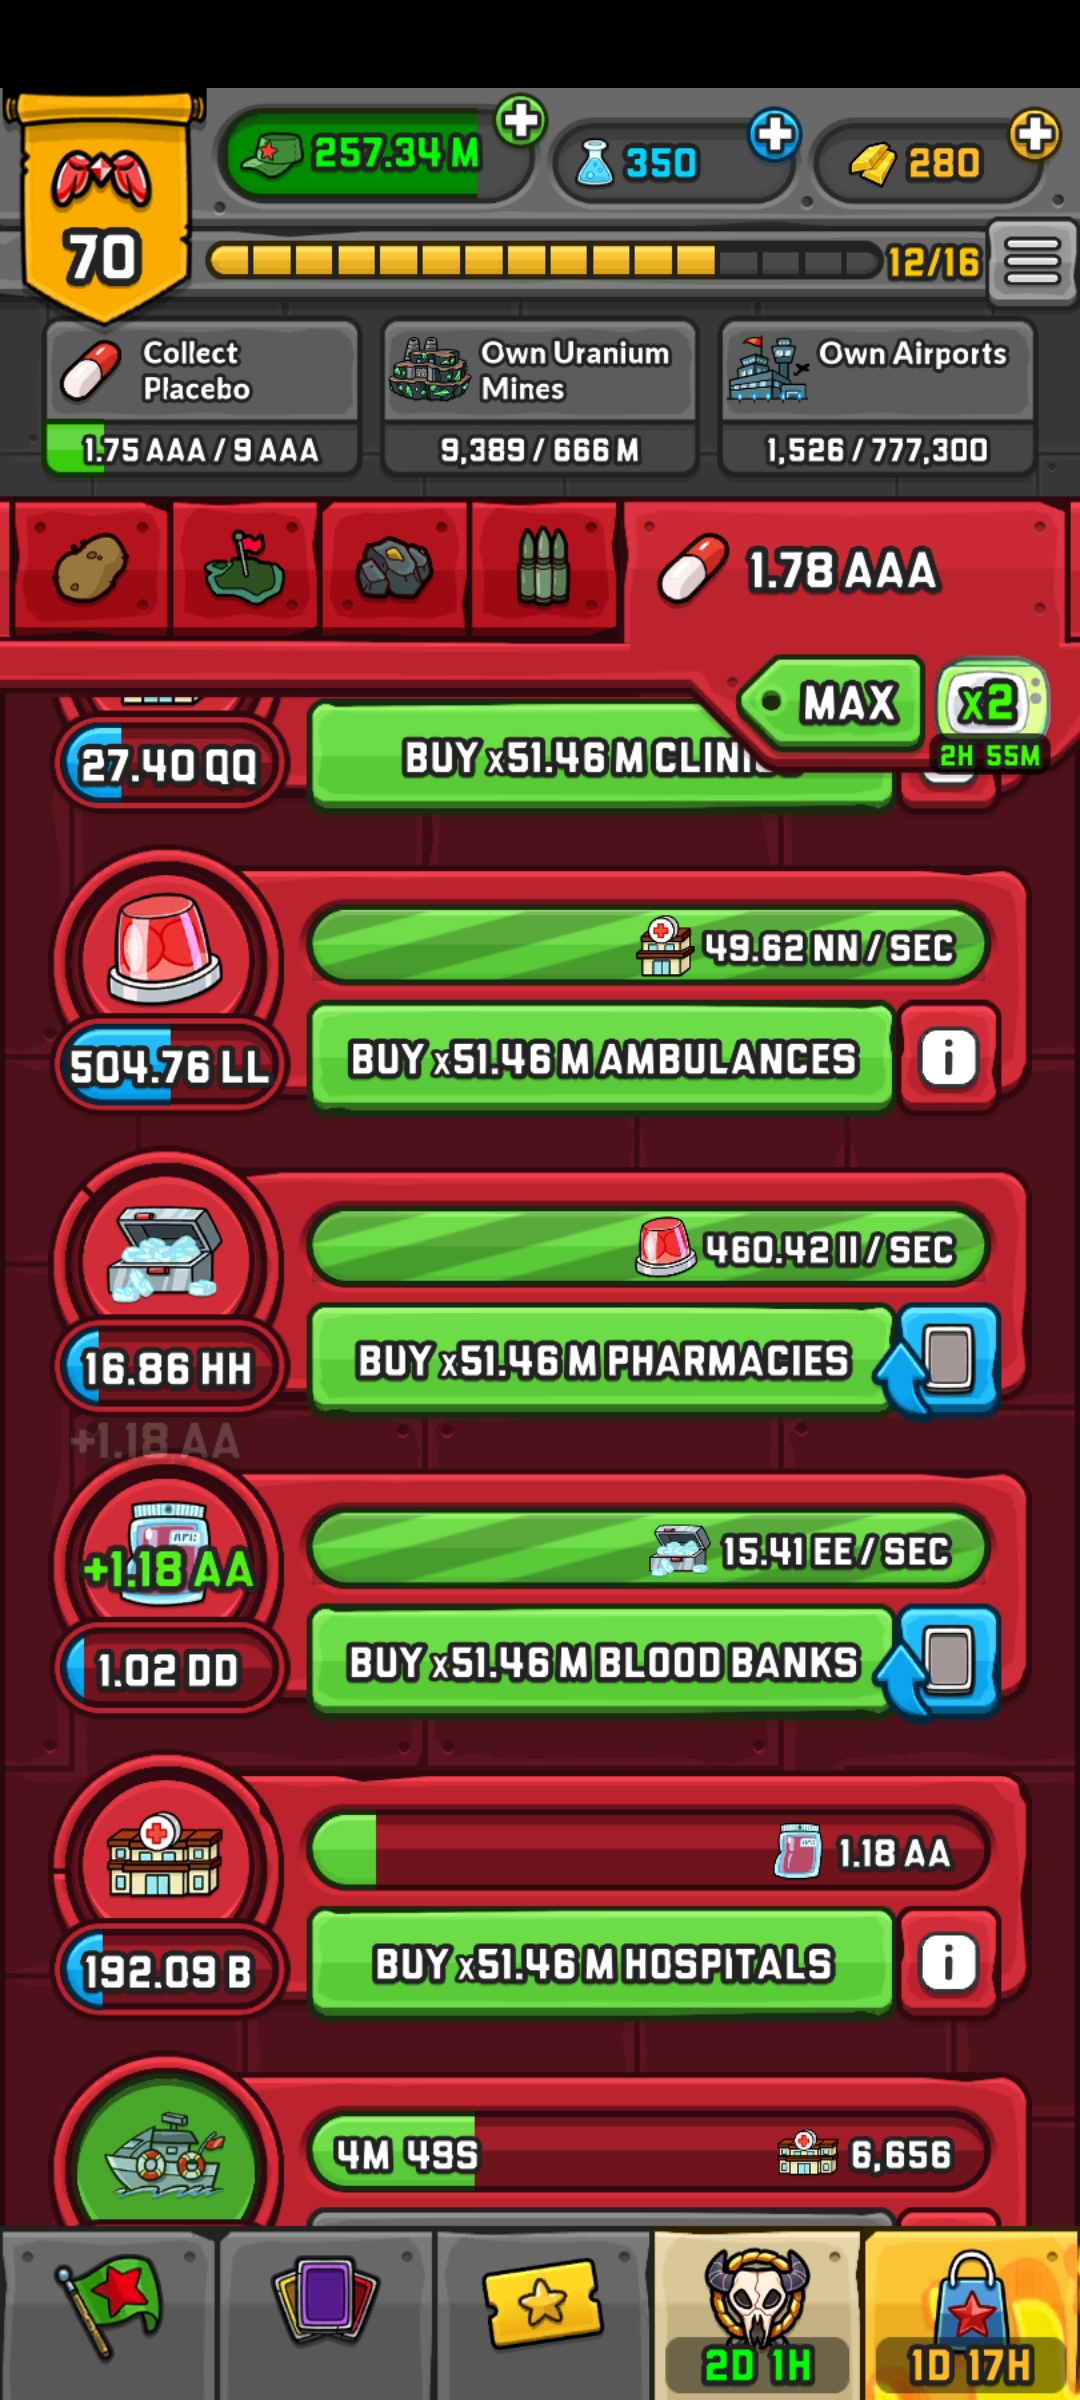 257.34 M
350
280
70
12/16
Collect
Placebo
1.75 AAA / 9 AAA
Own Uranium
Mines
9,389 / 666 M
Own Airports
1,526 / 777,300
1.78 AAA
MAX
x2
2H 55M
27.40 QQ
BUY x51.46 M CLINIC
49.62 NN / SEC
504.76 LL
BUY x51.46 M AMBULANCES
i
460.42 II / SEC
16.86 HH
BUY x51.46 M PHARMACIES
+1.18 AA
+1.18 AA
15.41 EE / SEC
1.02 DD
BUY x51.46 M BLOOD BANKS
1.18 AA
192.09 B
BUY x51.46 M HOSPITALS
i
4M 49S
6,656
2D 1H
1D 17H